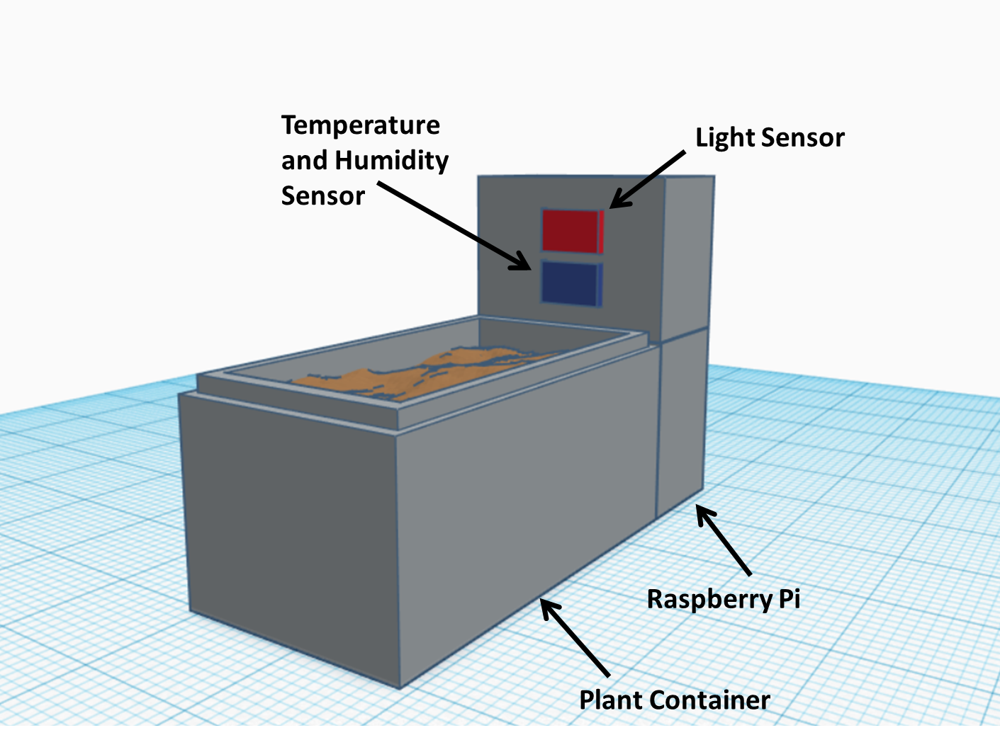 Temperature
and Humidity
Sensor
Light Sensor
Raspberry Pi
Plant Container